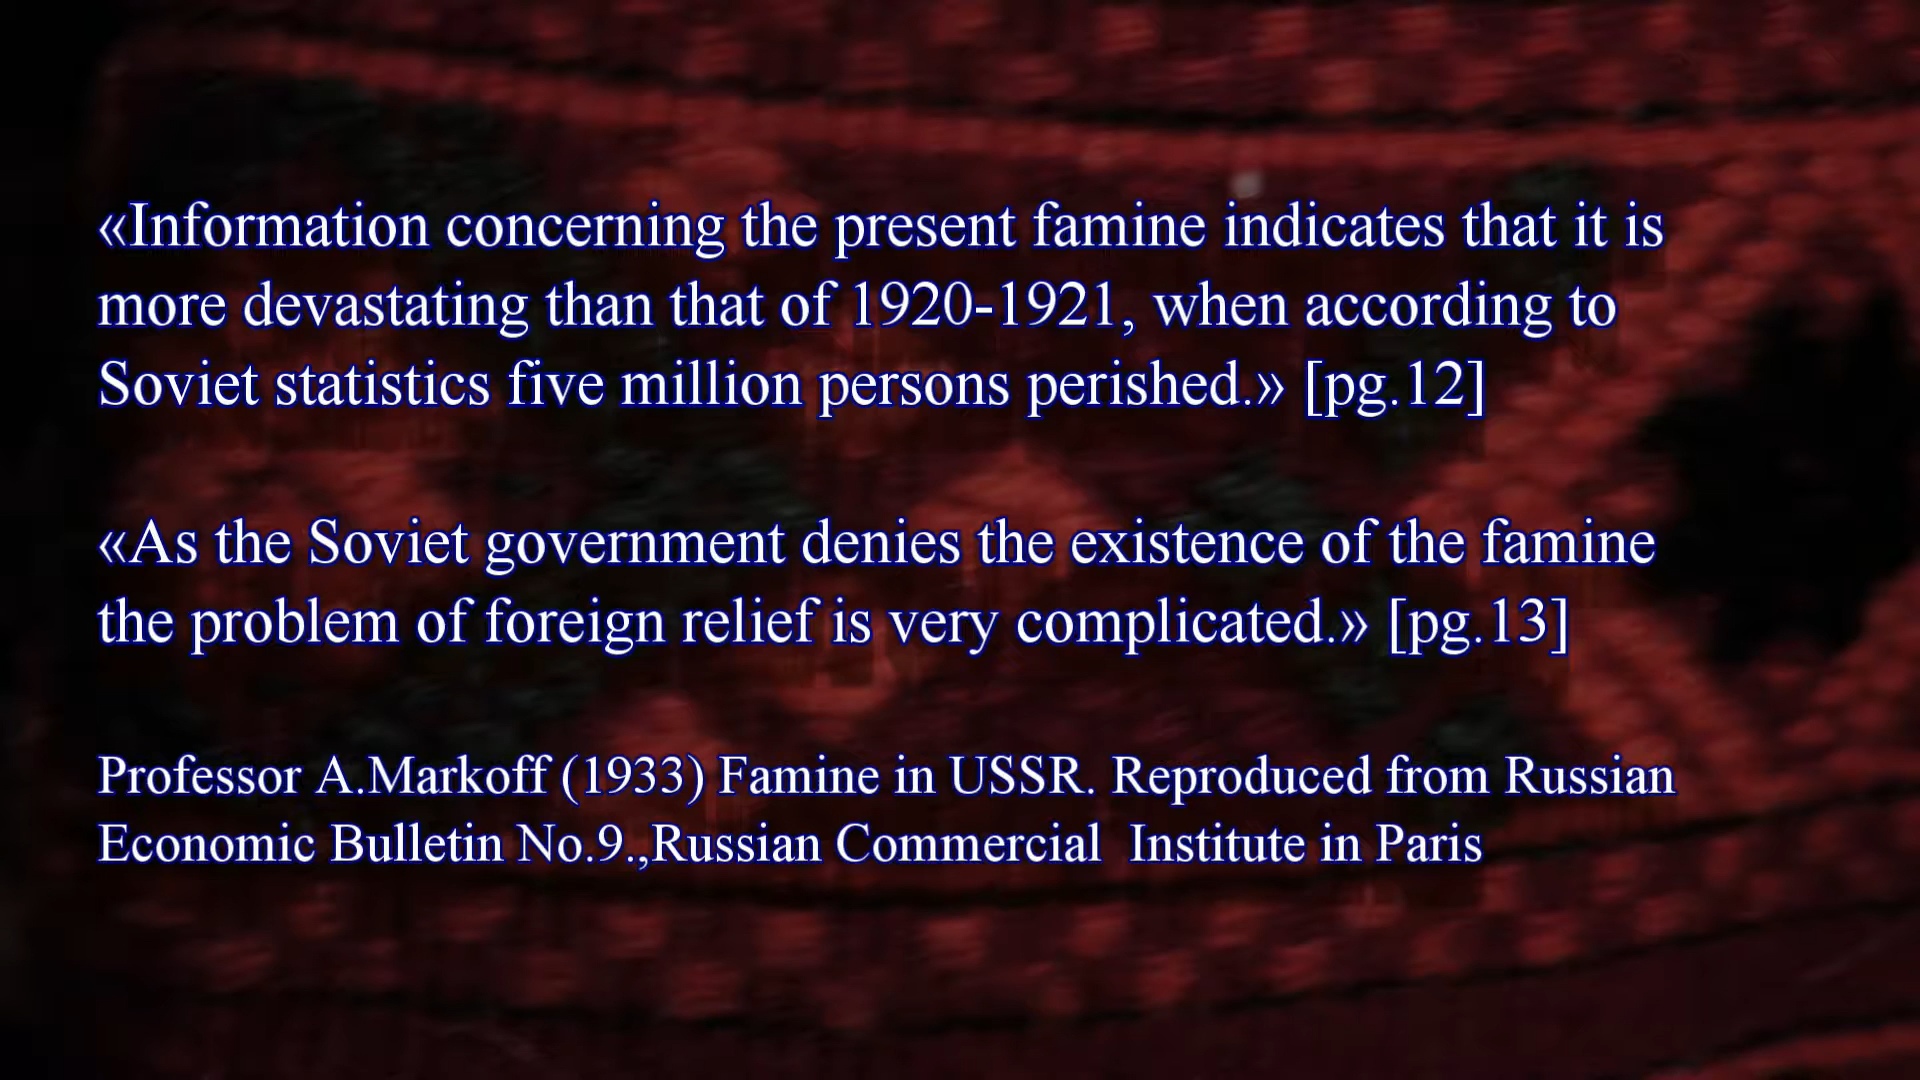 «Information concerning the present famine indicates that it is
more devastating than that of 1920-1921, when according to
Soviet statistics five million persons perished.» [pg.12]
«As the Soviet government denies the existence of the famine
the problem of foreign relief is very complicated.» [pg.13]
Professor A.Markoff (1933) Famine in USSR. Reproduced from Russian
Economic Bulletin No.9.,Russian Commercial  Institute in Paris